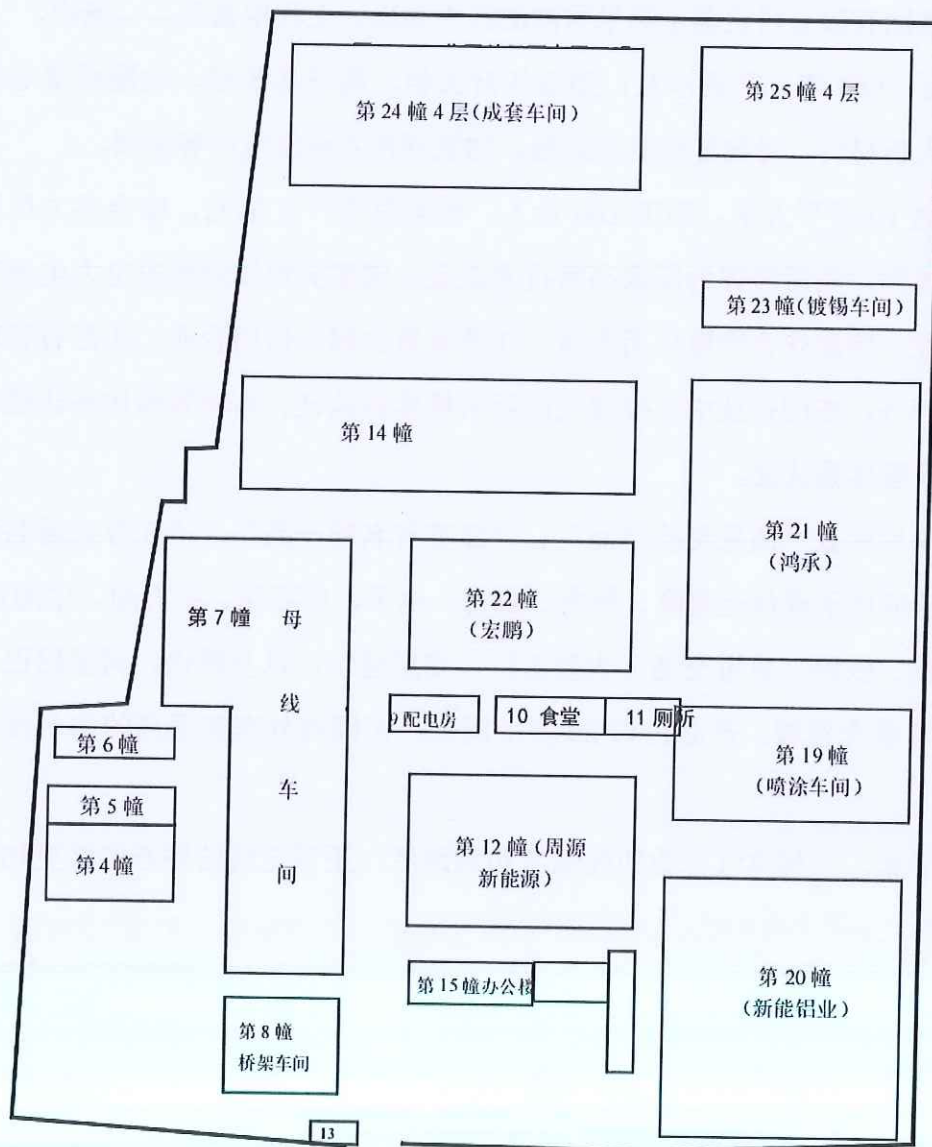 第 24 幢 4 层(成套车间)
第 25 幢 4 层
第 23 幢(镀锡车间)
第 14 幢
第 21 幢
(鸿承)
第 7 幢
母
线
车
间
第 22 幢
(宏鹏)
9 配电房
10 食堂
11 厕所
第 6 幢
第 19 幢
(喷涂车间)
第 5 幢
第 4 幢
第 12 幢(周源
新能源)
第 15 幢办公楼
第 20 幢
(新能铝业)
第 8 幢
桥架车间
13